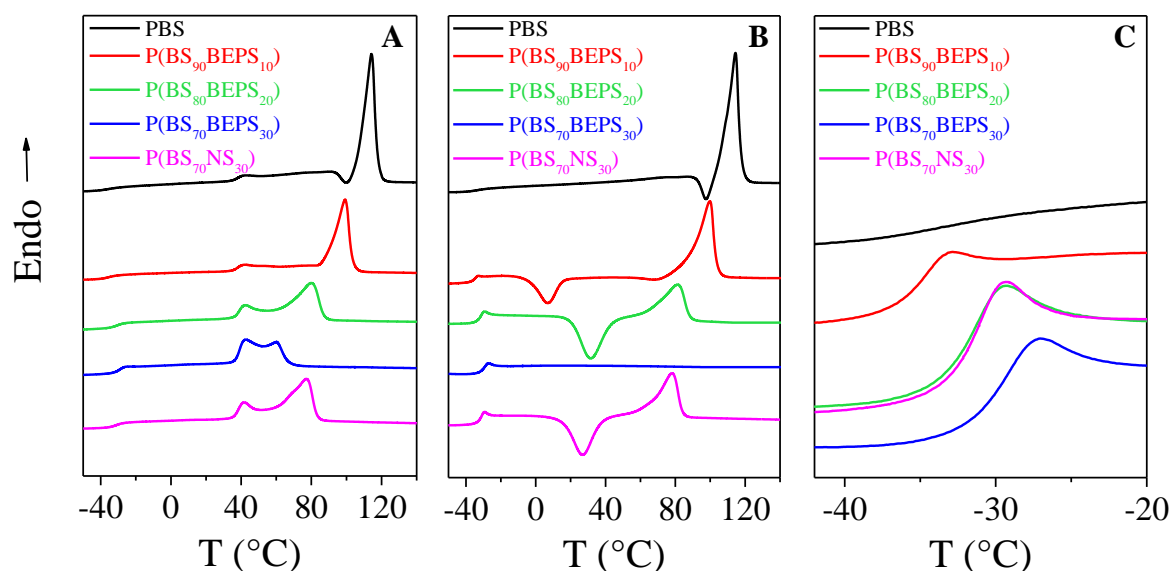 Endo
A
PBS
P(BS₉₀BEPS₁₀)
P(BS₈₀BEPS₂₀)
P(BS₇₀BEPS₃₀)
P(BS₇₀NS₃₀)
-40 0 40 80 120
T (°C)
B
PBS
P(BS₉₀BEPS₁₀)
P(BS₈₀BEPS₂₀)
P(BS₇₀BEPS₃₀)
P(BS₇₀NS₃₀)
-40 0 40 80 120
T (°C)
C
PBS
P(BS₉₀BEPS₁₀)
P(BS₈₀BEPS₂₀)
P(BS₇₀BEPS₃₀)
P(BS₇₀NS₃₀)
-40 -30 -20
T (°C)